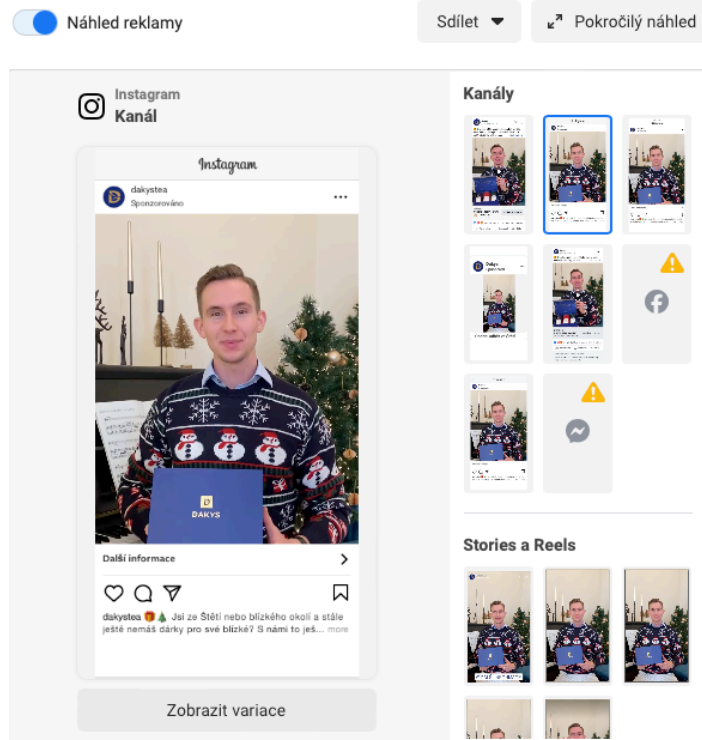 Náhled reklamy
Sdílet
Pokročilý náhled
Instagram
Kanál
Instagram
dakystea
Sponzorováno
DAKYS
Další informace
dakystea 🎁🎄 Jsi ze Štětí nebo blízkého okolí a stále
ještě nemáš dárky pro své blízké? S námi to ješ... more
Zobrazit variace
Kanály
Stories a Reels